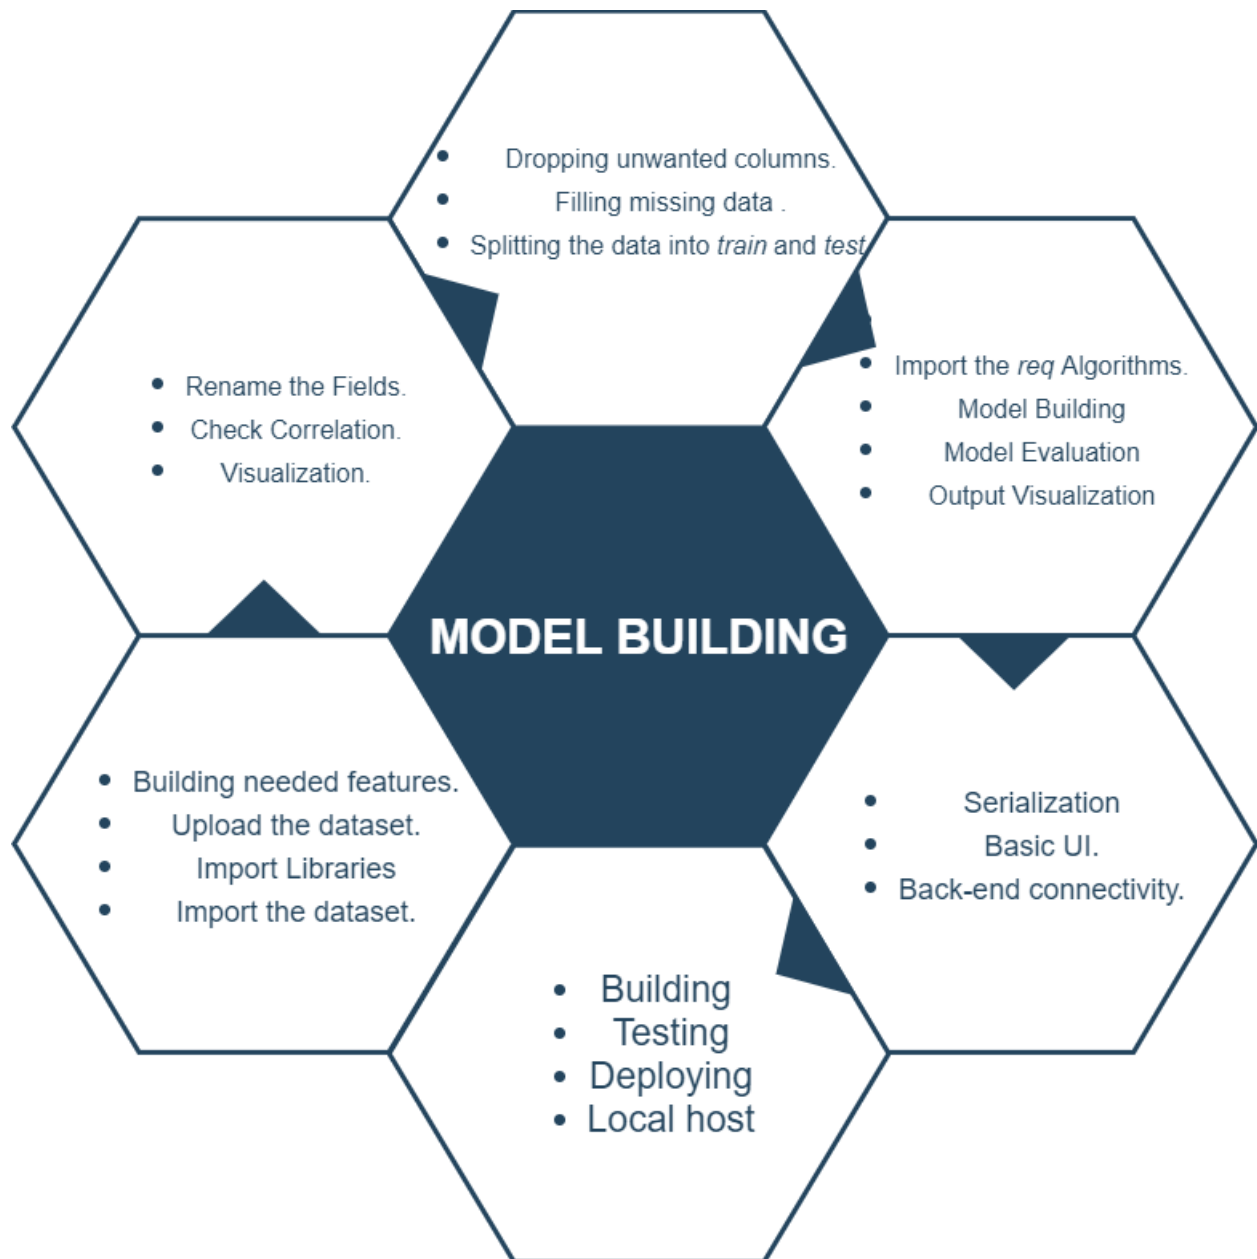 • Dropping unwanted columns.
• Filling missing data .
• Splitting the data into train and test
• Rename the Fields.
• Check Correlation.
• Visualization.
• Import the req Algorithms.
• Model Building
• Model Evaluation
• Output Visualization
MODEL BUILDING
• Building needed features.
• Upload the dataset.
• Import Libraries
• Import the dataset.
• Serialization
• Basic UI.
• Back-end connectivity.
• Building
• Testing
• Deploying
• Local host